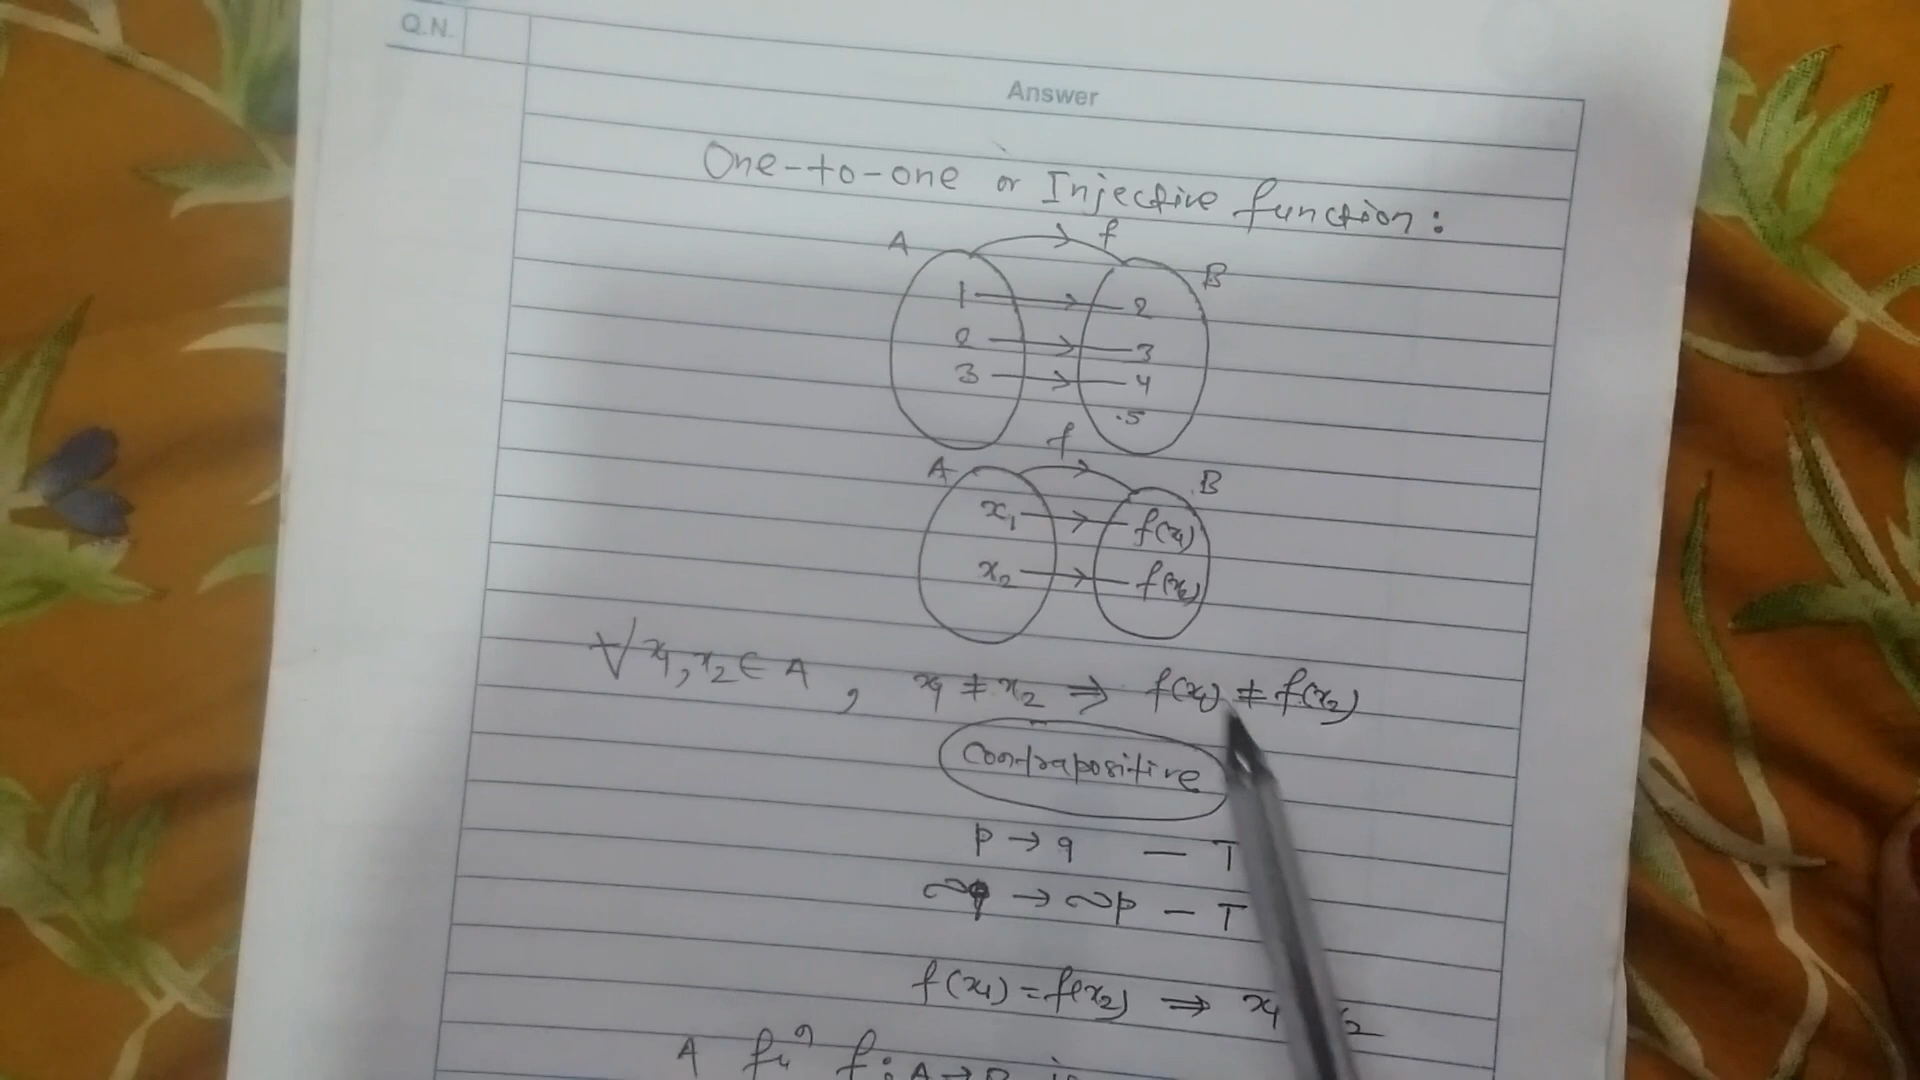 Q.N.
Answer
One-to-one or Injective function:
A f B
1 2
2 3
3 4
.5
A f B
x₁ f(x₁)
x₂ f(x₂)
∀ x₁, x₂ ∈ A, x₁ ≠ x₂ ⇒ f(x₁) ≠ f(x₂)
Contrapositive
p → q — T
~q → ~p — T
f(x₁) = f(x₂) ⇒ x₁
A fuⁿ f: A → B